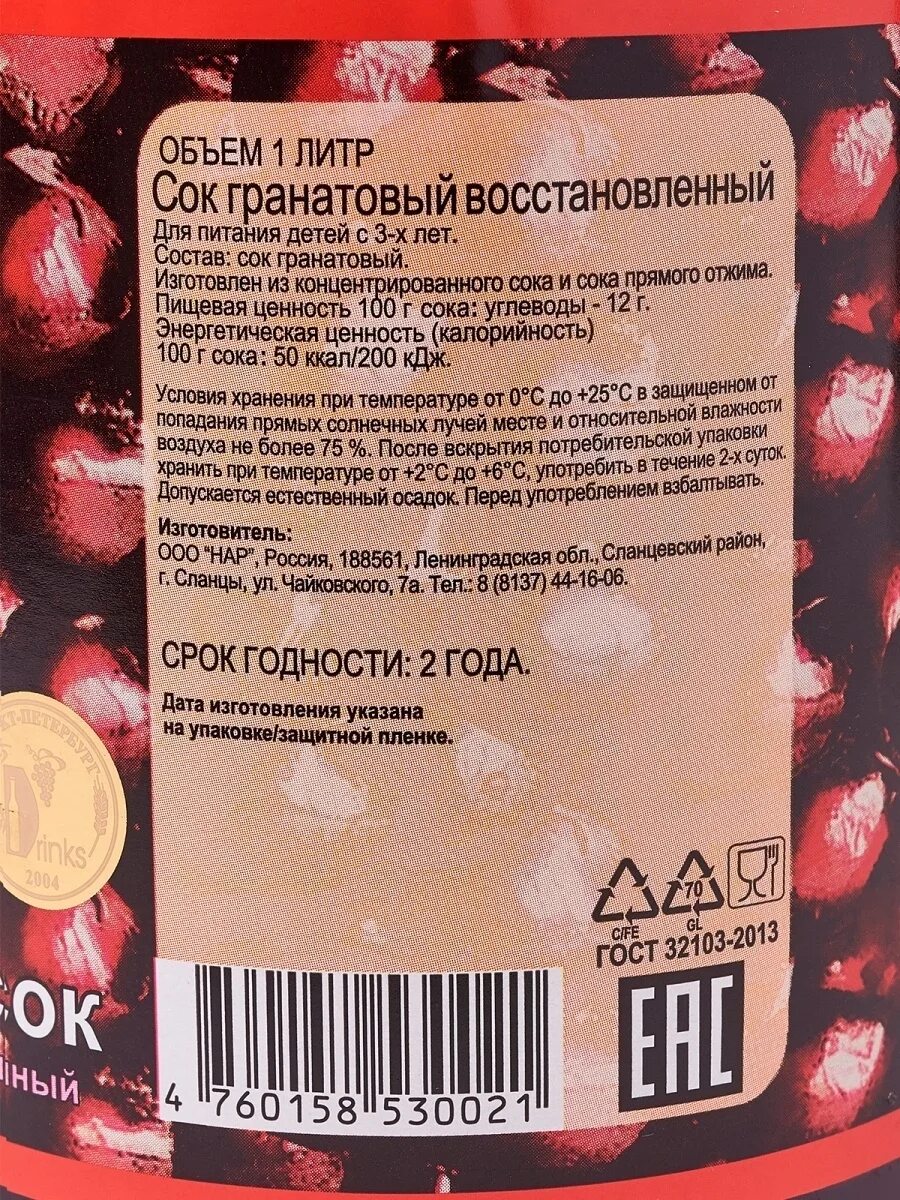 ОБЪЕМ 1 ЛИТР
Сок гранатовый восстановленный
Для питания детей с 3-х лет.
Состав: сок гранатовый.
Изготовлен из концентрированного сока и сока прямого отжима.
Пищевая ценность 100 г сока: углеводы - 12 г.
Энергетическая ценность (калорийность)
100 г сока: 50 ккал/200 кДж.
Условия хранения при температуре от 0°С до +25°С в защищенном от
попадания прямых солнечных лучей месте и относительной влажности
воздуха не более 75 %. После вскрытия потребительской упаковки
хранить при температуре от +2°С до +6°С, употребить в течение 2-х суток.
Допускается естественный осадок. Перед употреблением взбалтывать.
Изготовитель:
ООО "НАР", Россия, 188561, Ленинградская обл., Сланцевский район,
г. Сланцы, ул. Чайковского, 7а. Тел.: 8 (8137) 44-16-06.
СРОК ГОДНОСТИ: 2 ГОДА.
Дата изготовления указана
на упаковке/защитной пленке.
КТ-ПЕТЕРБУРГ
Drinks
2004
СОК
ный
70
C/FE
GL
ГОСТ 32103-2013
EAC
4 760158 530021